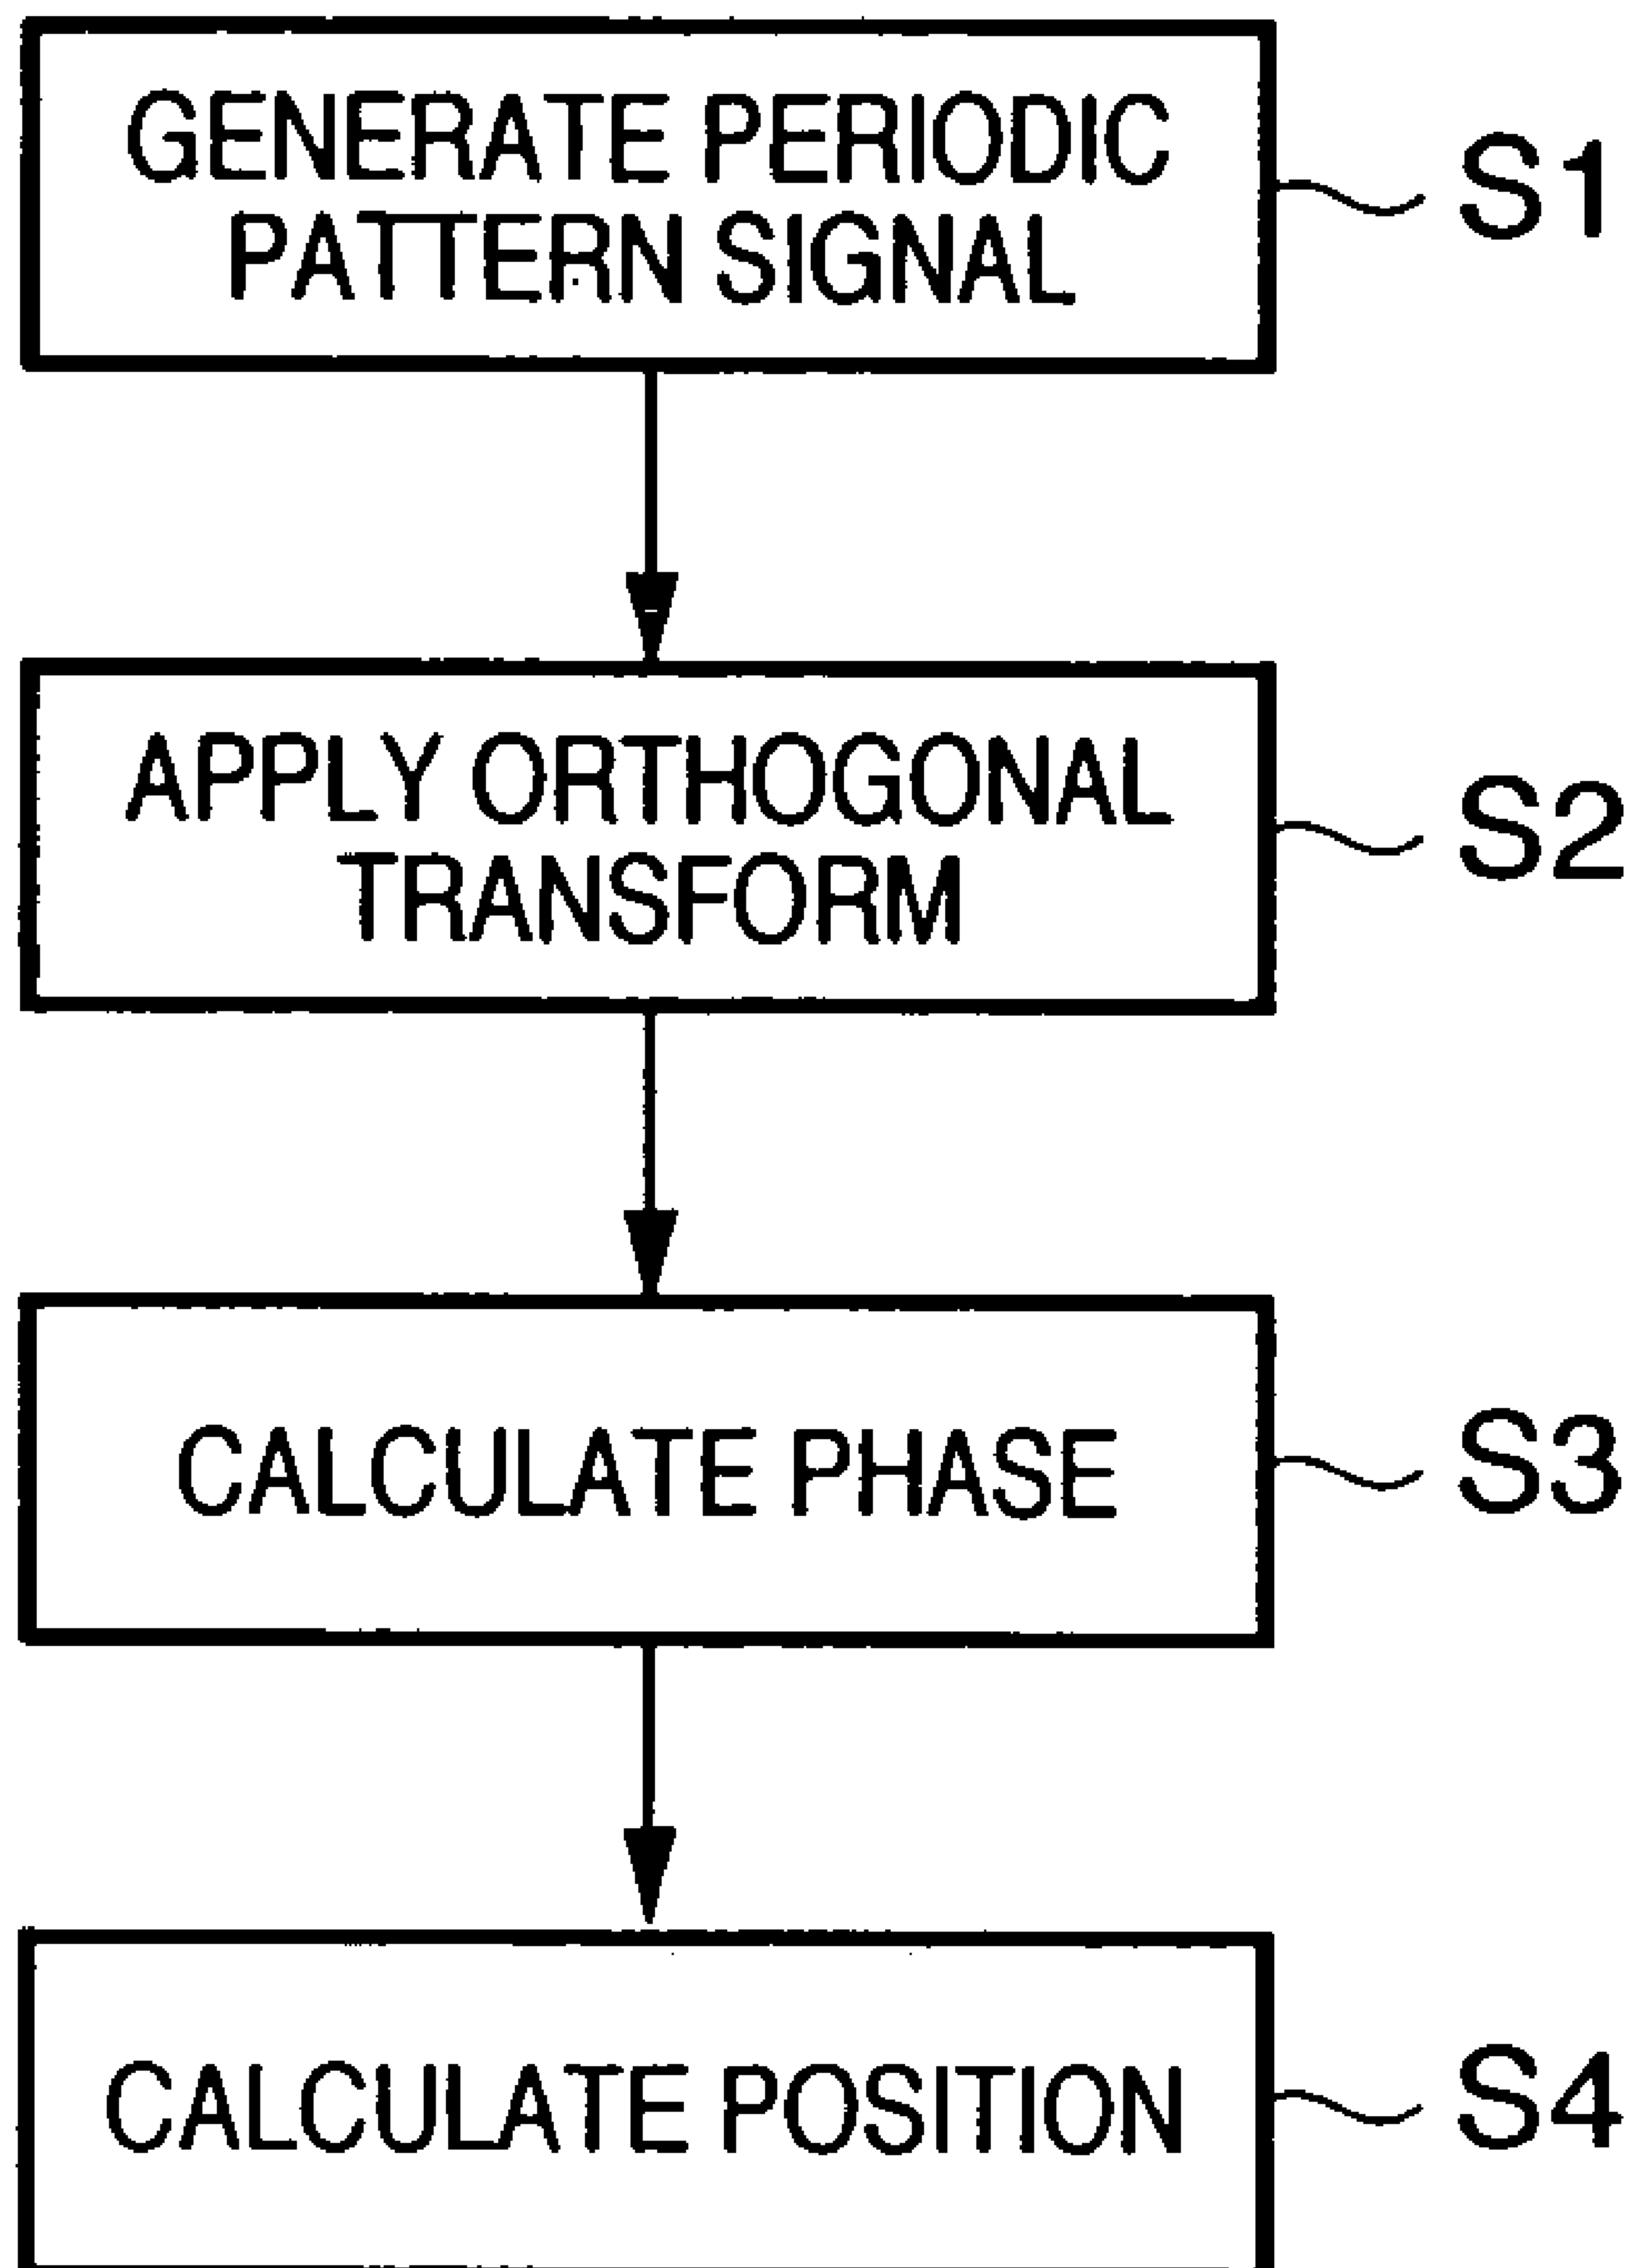 GENERATE PERIODIC
PATTERN SIGNAL
S1
APPLY ORTHOGONAL
TRANSFORM
S2
CALCULATE PHASE
S3
CALCULATE POSITION
S4